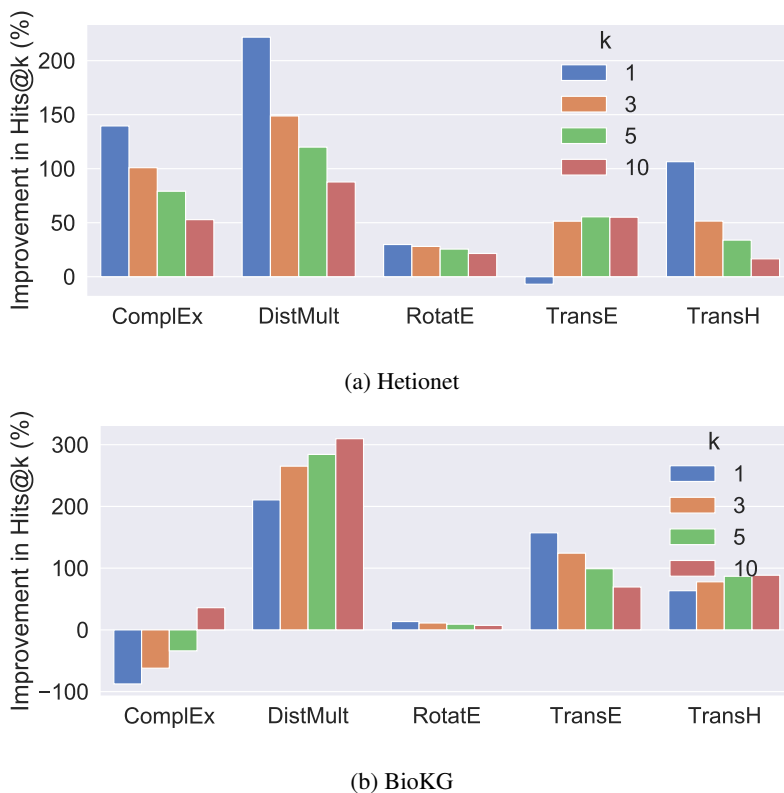 Improvement in Hits@k (%)
200
150
100
50
0
k
1
3
5
10
ComplEx DistMult RotatE TransE TransH
(a) Hetionet
Improvement in Hits@k (%)
300
200
100
0
−100
k
1
3
5
10
ComplEx DistMult RotatE TransE TransH
(b) BioKG